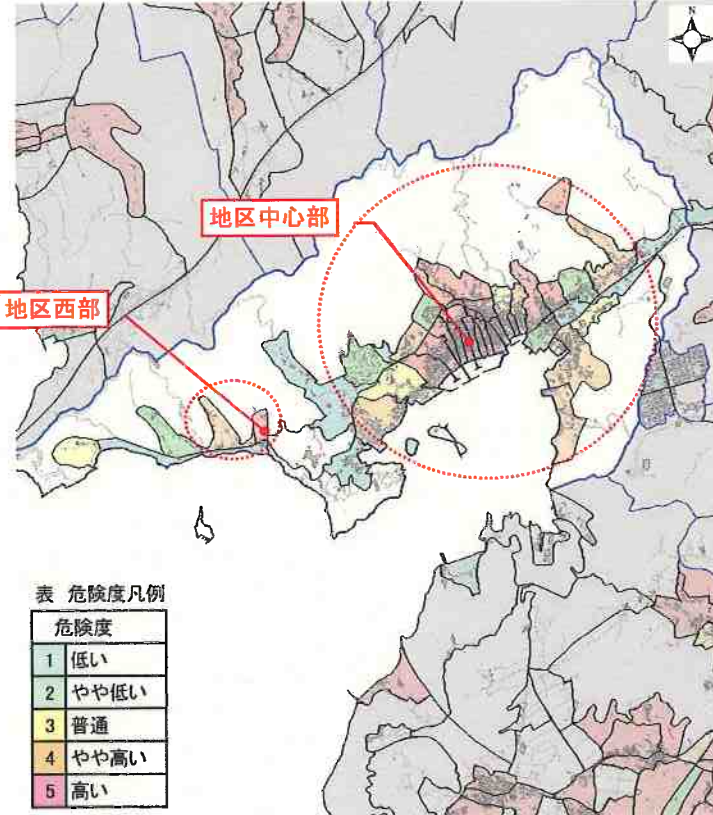 N
地区中心部
地区西部
表 危険度凡例
危険度
1 低い
2 やや低い
3 普通
4 やや高い
5 高い